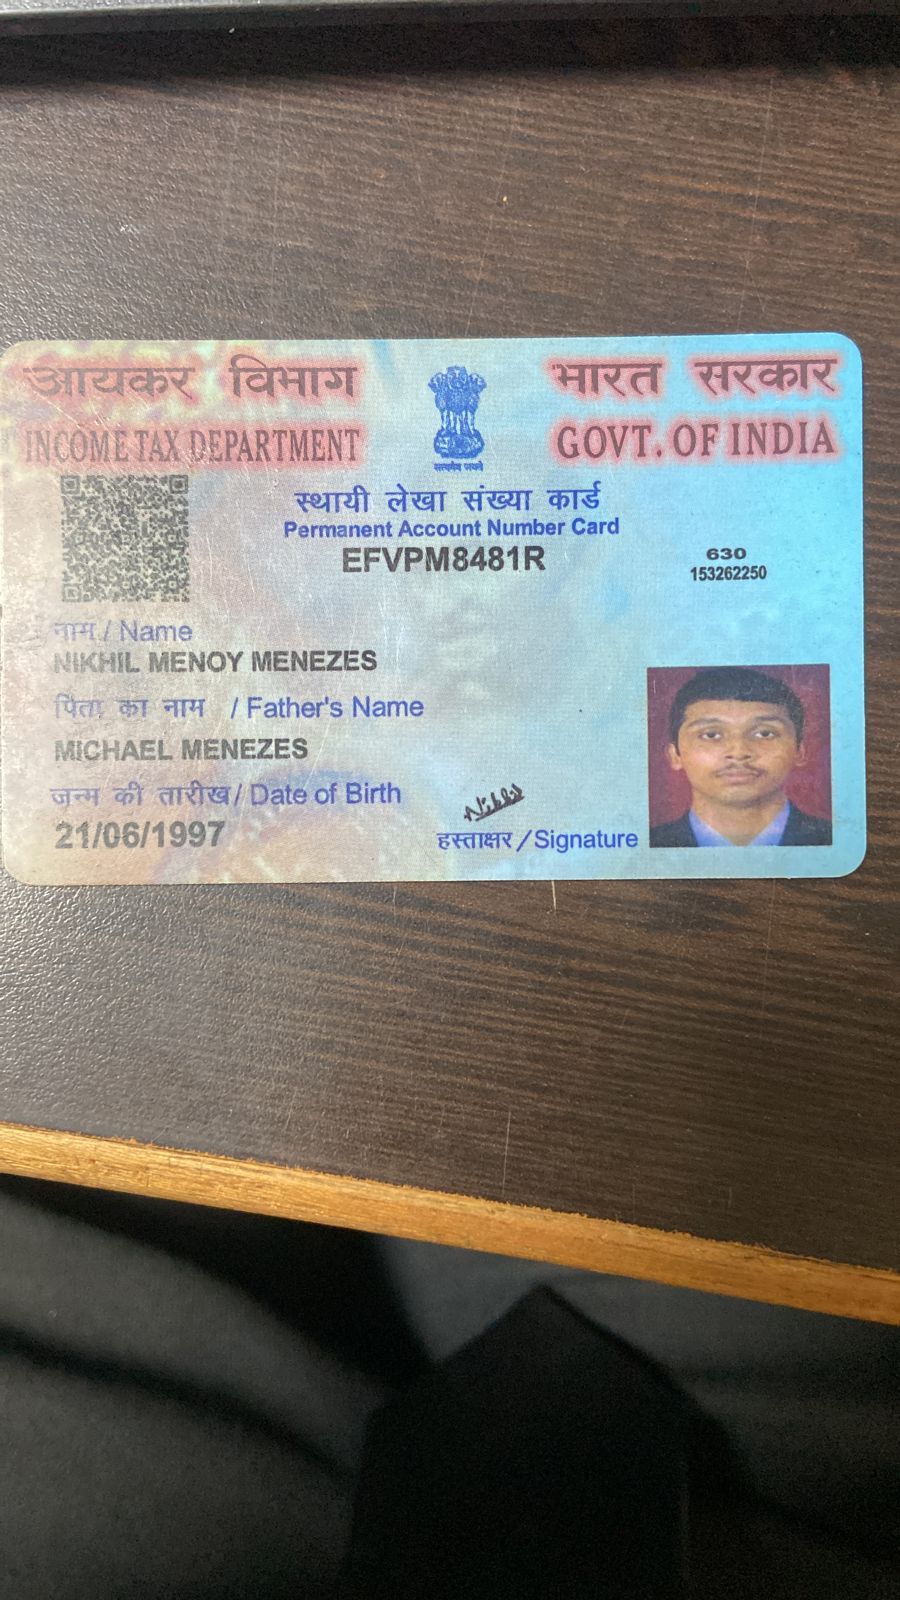 आयकर विभाग
INCOME TAX DEPARTMENT
सत्यमेव जयते
भारत सरकार
GOVT. OF INDIA
स्थायी लेखा संख्या कार्ड
Permanent Account Number Card
EFVPM8481R
630
153262250
नाम / Name
NIKHIL MENOY MENEZES
पिता का नाम / Father's Name
MICHAEL MENEZES
जन्म की तारीख / Date of Birth
21/06/1997
Nikhil
हस्ताक्षर / Signature